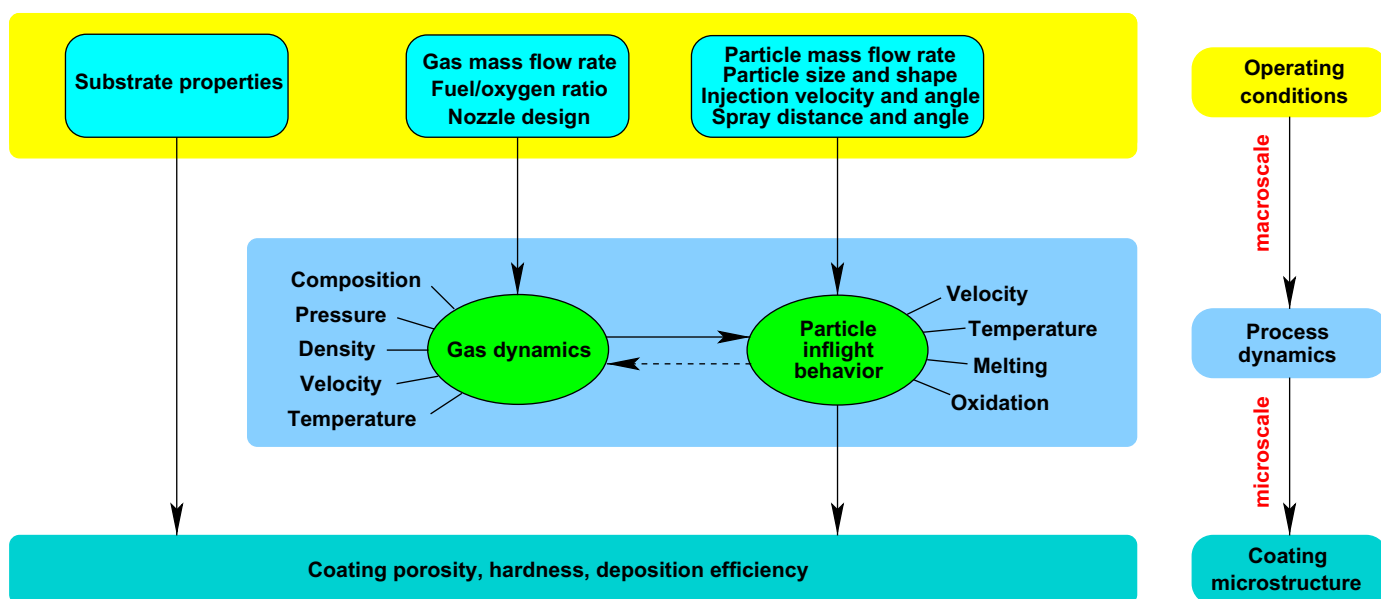 Substrate properties
Gas mass flow rate
Fuel/oxygen ratio
Nozzle design
Particle mass flow rate
Particle size and shape
Injection velocity and angle
Spray distance and angle
Operating
conditions
macroscale
Composition
Pressure
Density
Velocity
Temperature
Gas dynamics
Particle
inflight
behavior
Velocity
Temperature
Melting
Oxidation
Process
dynamics
microscale
Coating porosity, hardness, deposition efficiency
Coating
microstructure